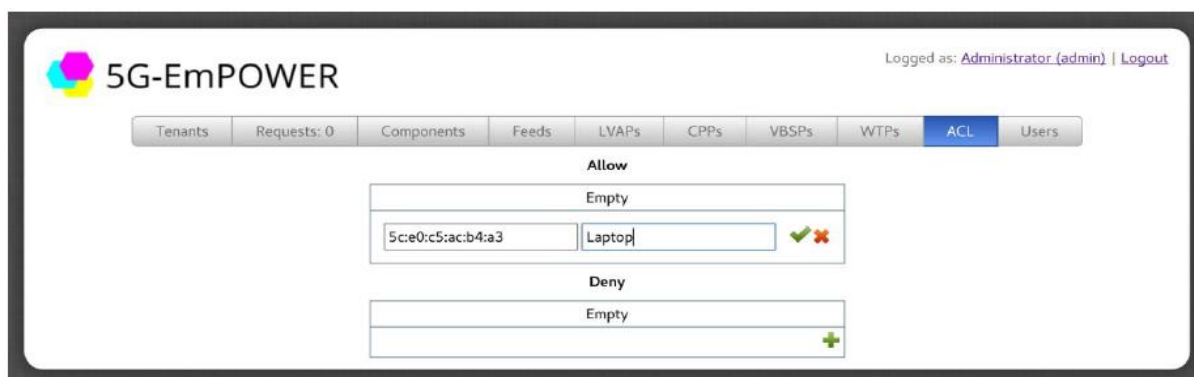 Logged as: Administrator (admin) | Logout
5G-EmPOWER
Tenants Requests: 0 Components Feeds LVAPs CPPs VBSPs WTPs ACL Users
Allow
Empty
5c:e0:c5:ac:b4:a3 Laptop
Deny
Empty